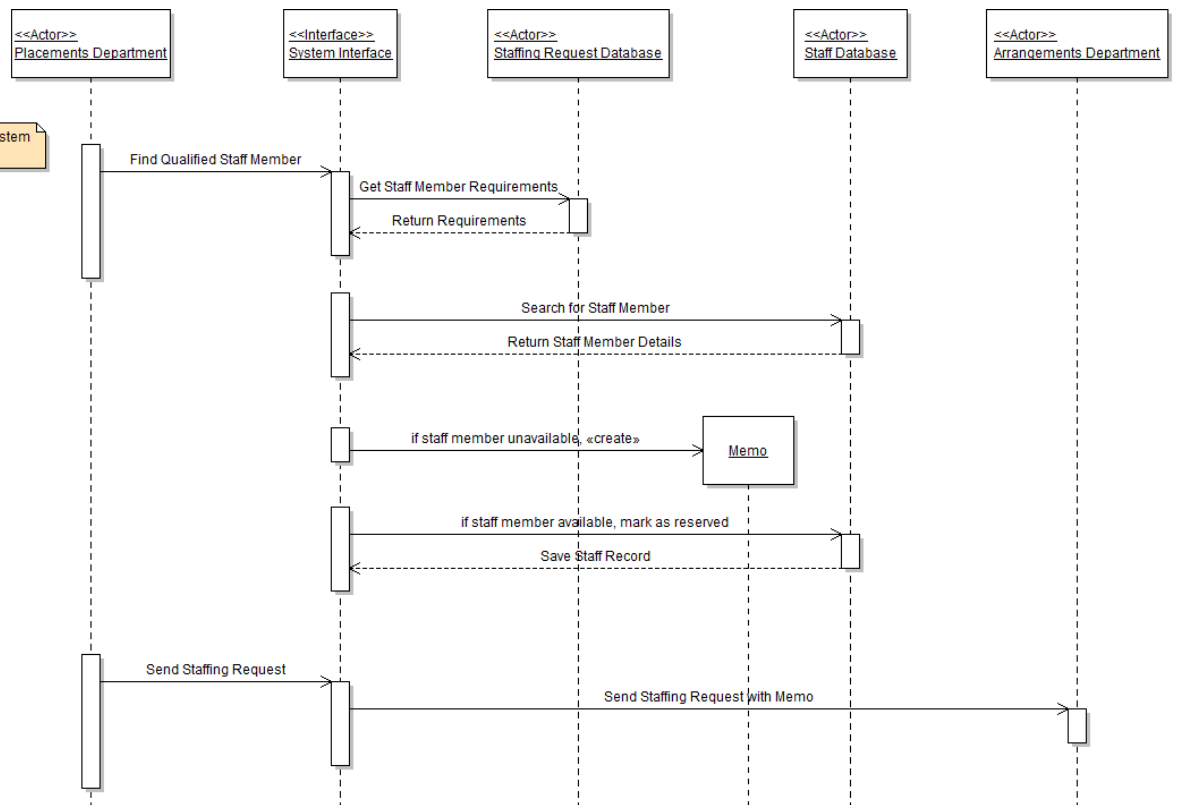 <<Actor>>
Placements Department
<<Interface>>
System Interface
<<Actor>>
Staffing Request Database
<<Actor>>
Staff Database
<<Actor>>
Arrangements Department
stem
Find Qualified Staff Member
Get Staff Member Requirements
Return Requirements
Search for Staff Member
Return Staff Member Details
if staff member unavailable, «create»
Memo
if staff member available, mark as reserved
Save Staff Record
Send Staffing Request
Send Staffing Request with Memo